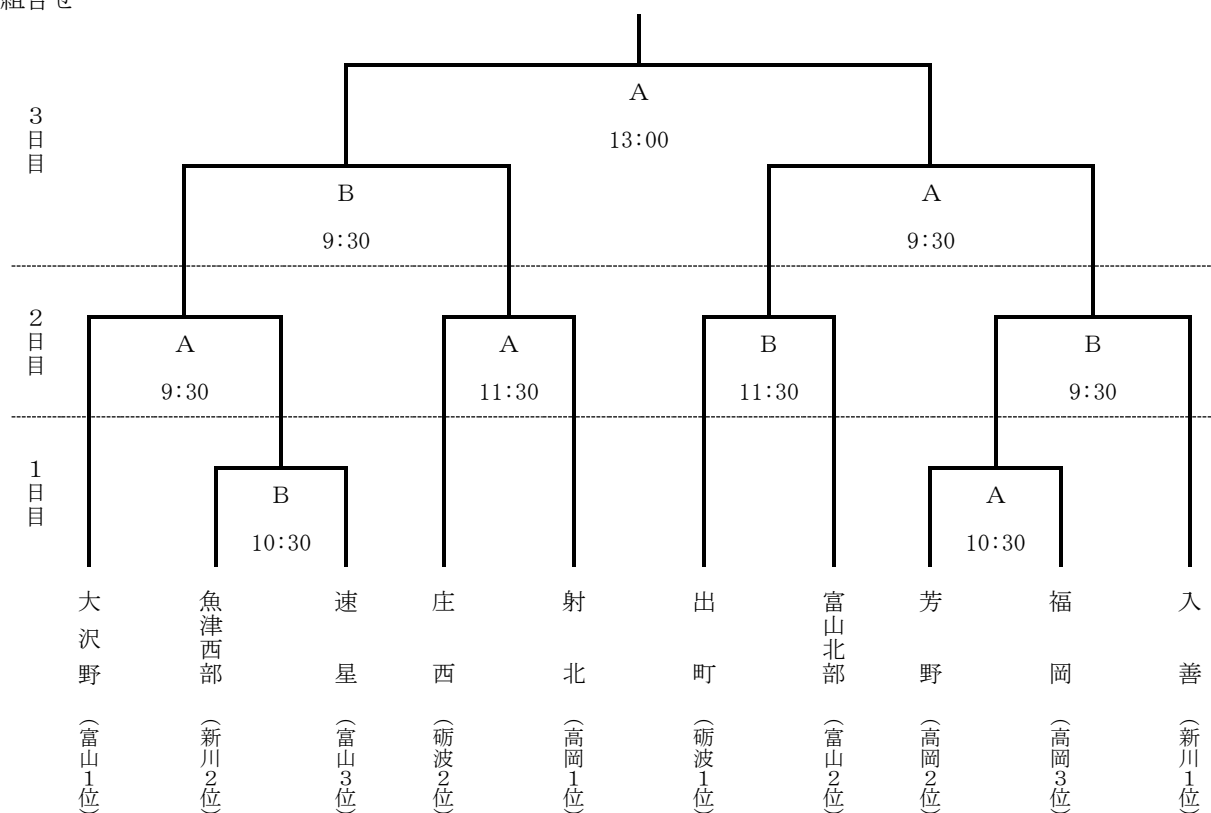 組合せ
A
13:00
3日目
B
9:30
A
9:30
2日目
A
9:30
A
11:30
B
11:30
B
9:30
1日目
B
10:30
A
10:30
大沢野(富山1位)
魚津西部(新川2位)
速星(富山3位)
庄西(砺波2位)
射北(高岡1位)
出町(砺波1位)
富山北部(富山2位)
芳野(高岡2位)
福岡(高岡3位)
入善(新川1位)